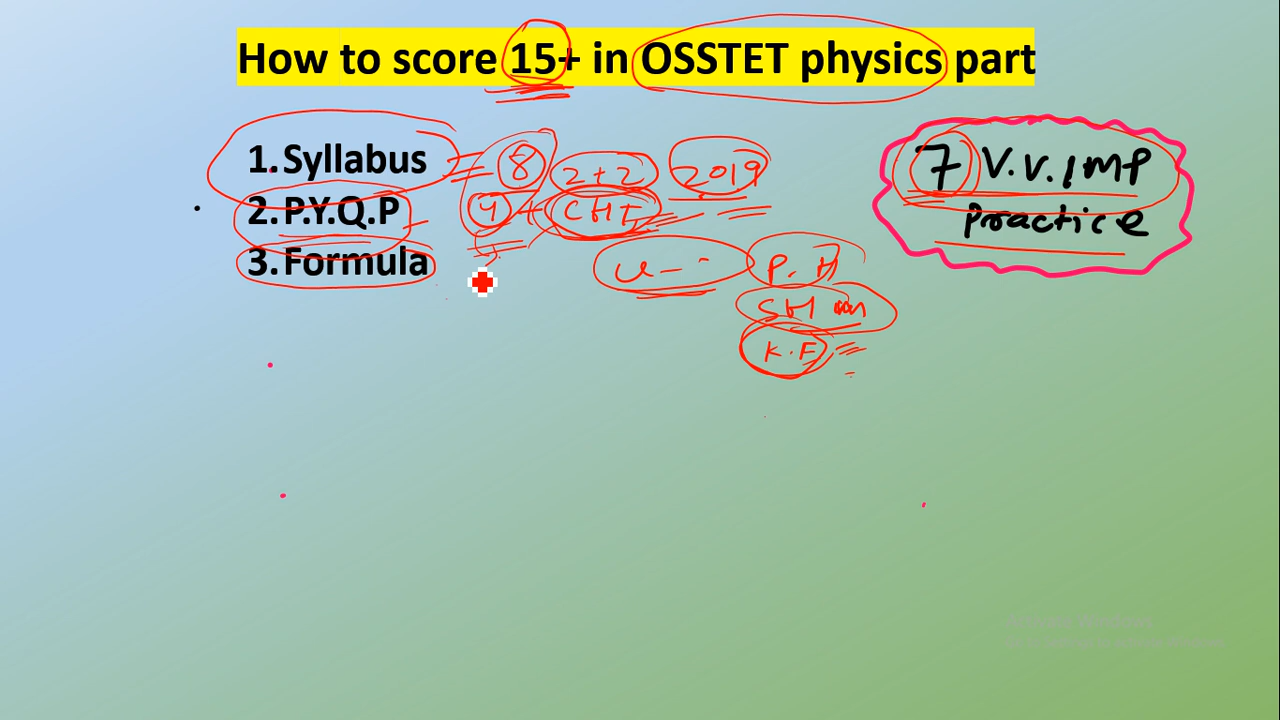 How to score 15+ in OSSTET physics part
1. Syllabus = 8 2+2 2019
7 V.V.IMP
2. P.Y.Q.P
practice
3. Formula
P.H
SHM
K.F